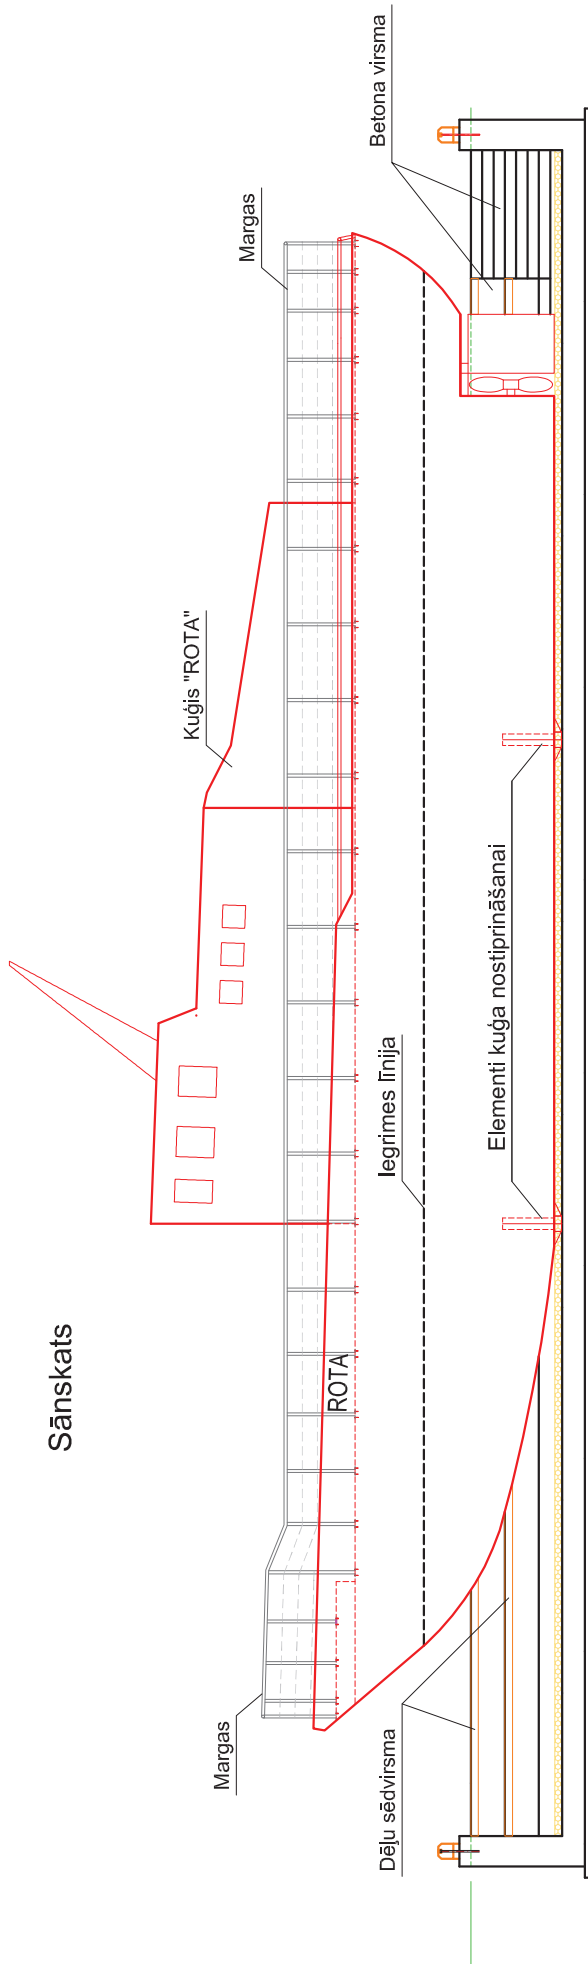 Sānskats
Margas
Kuģis "ROTA"
Margas
Betona virsma
ROTA
Iegrimes līnija
Dēļu sēdvirsma
Elementi kuģa nostiprināšanai